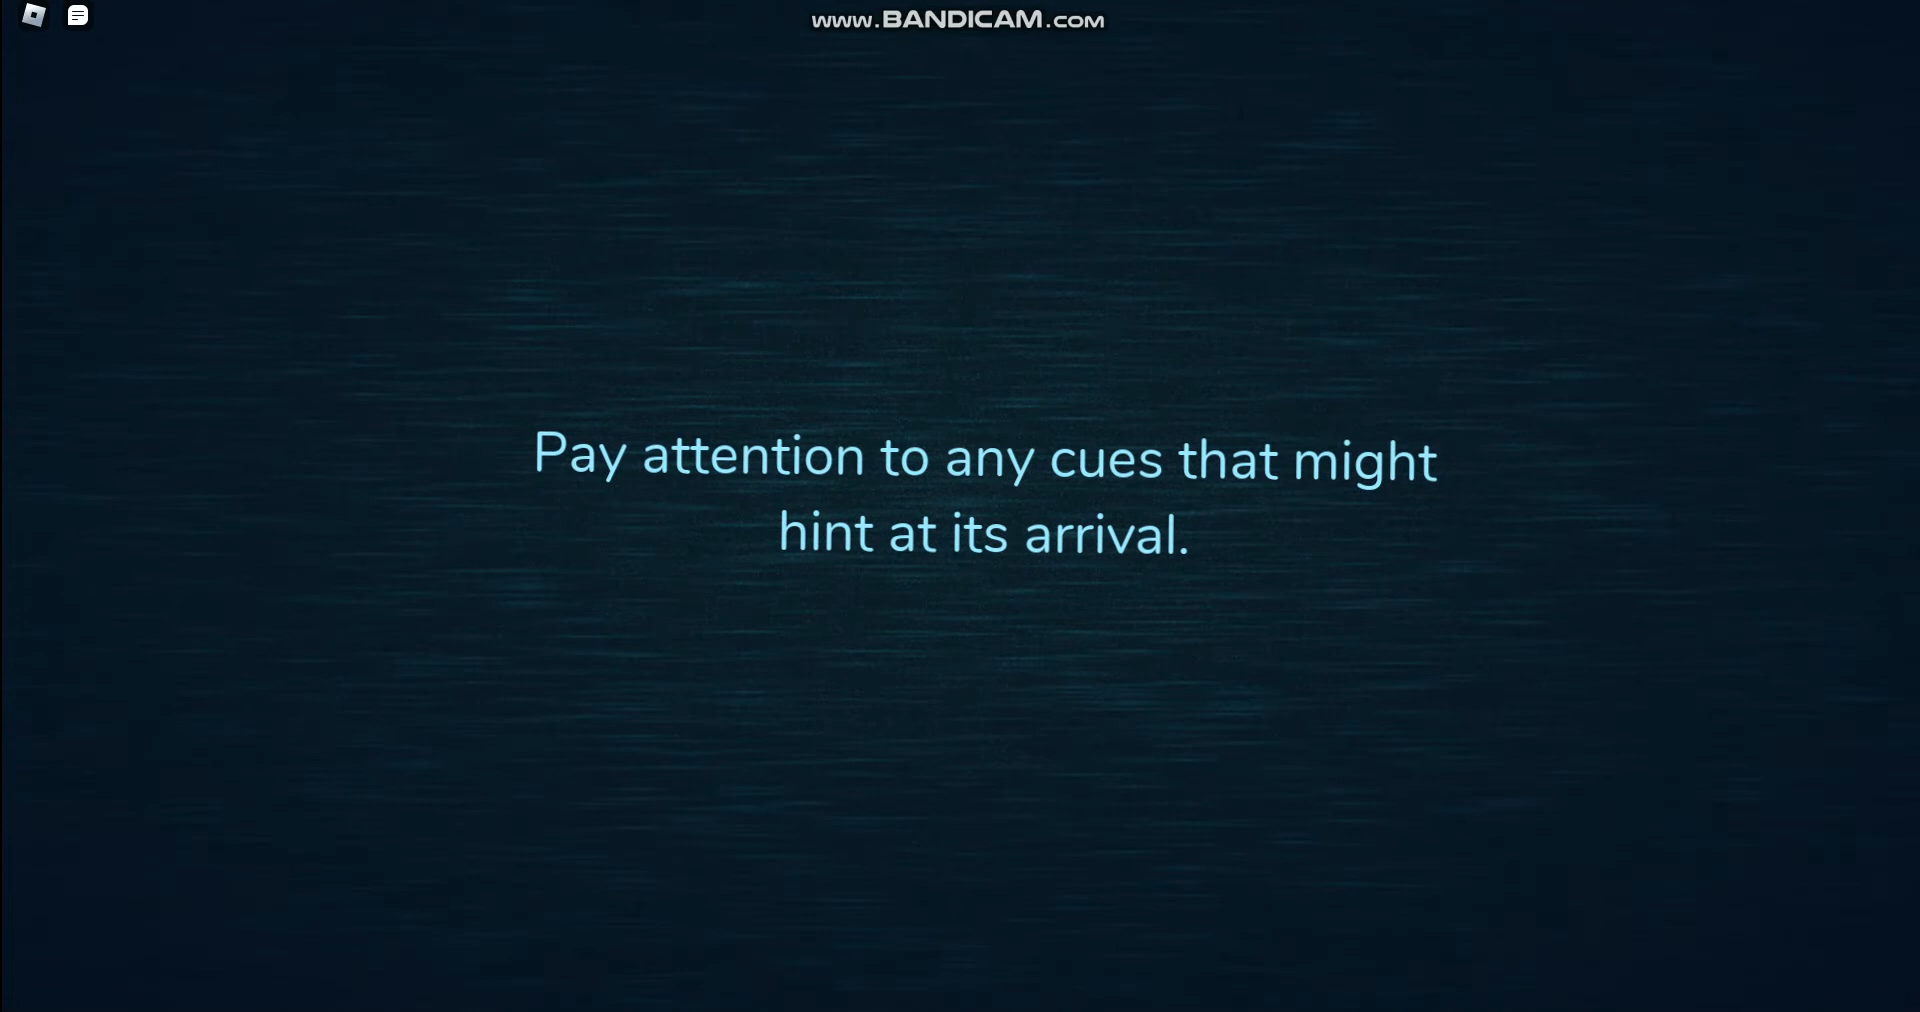 www.BANDICAM.com
Pay attention to any cues that might
hint at its arrival.